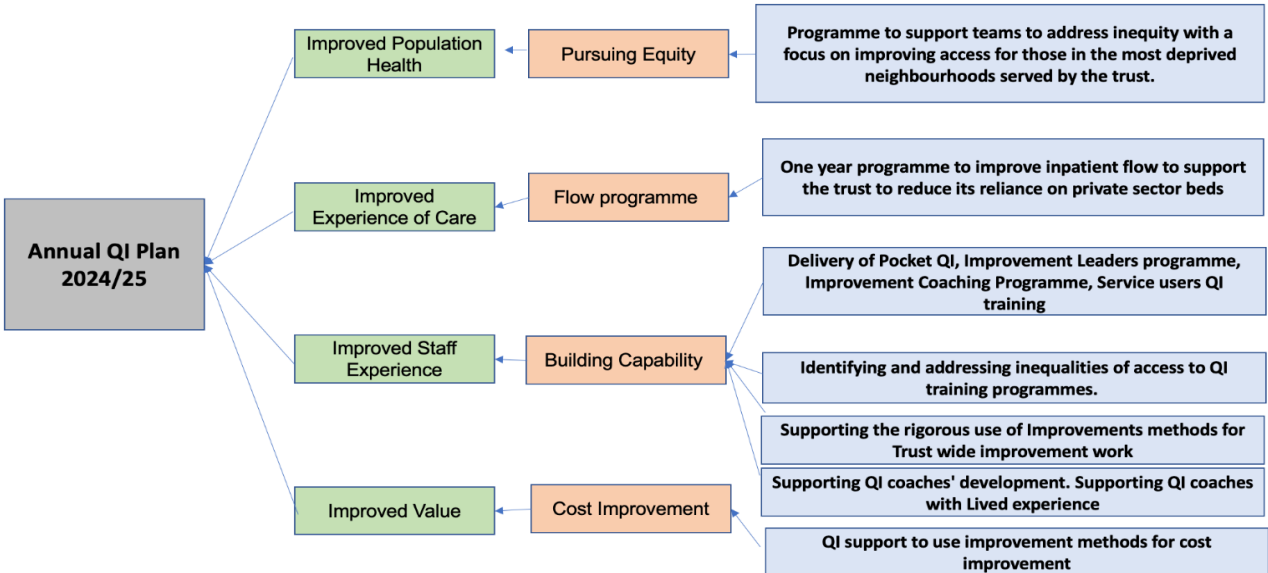 Annual QI Plan
2024/25
Improved Population
Health
Pursuing Equity
Programme to support teams to address inequity with a
focus on improving access for those in the most deprived
neighbourhoods served by the trust.
Improved
Experience of Care
Flow programme
One year programme to improve inpatient flow to support
the trust to reduce its reliance on private sector beds
Improved Staff
Experience
Building Capability
Delivery of Pocket QI, Improvement Leaders programme,
Improvement Coaching Programme, Service users QI
training
Identifying and addressing inequalities of access to QI
training programmes.
Supporting the rigorous use of Improvements methods for
Trust wide improvement work
Supporting QI coaches' development. Supporting QI coaches
with Lived experience
Improved Value
Cost Improvement
QI support to use improvement methods for cost
improvement